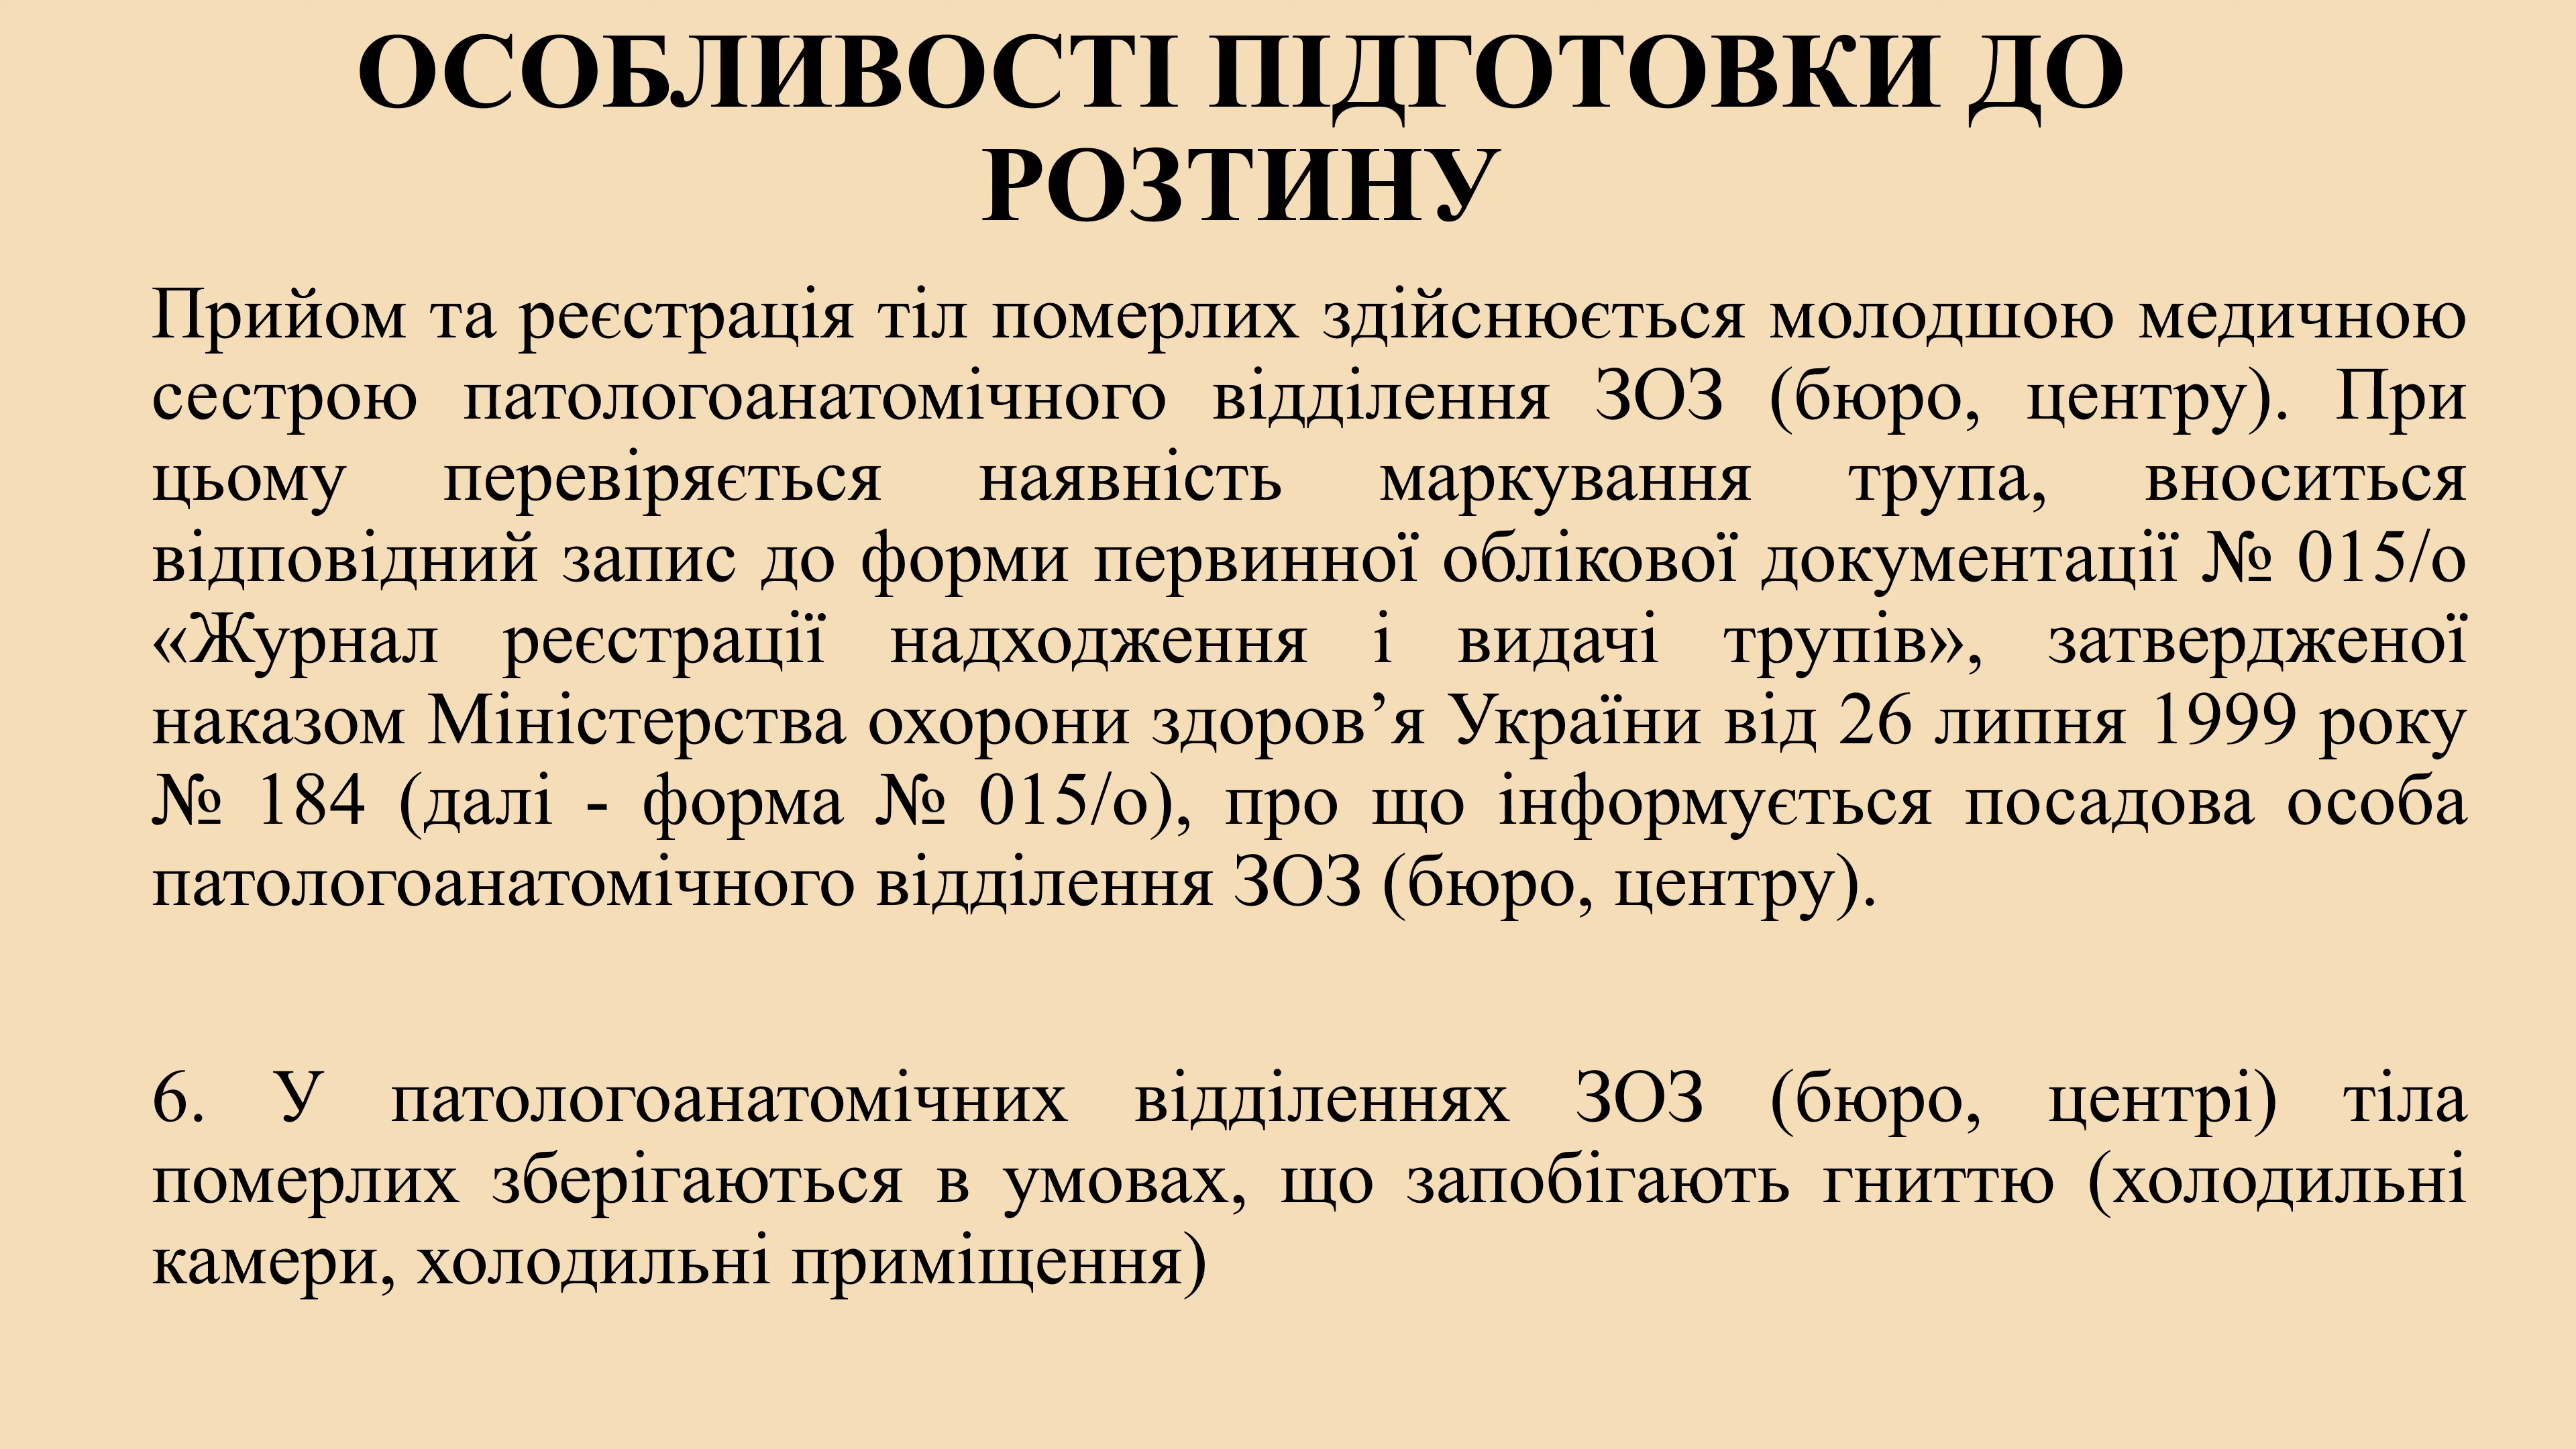 ОСОБЛИВОСТІ ПІДГОТОВКИ ДО
РОЗТИНУ
Прийом та реєстрація тіл померлих здійснюється молодшою медичною
сестрою патологоанатомічного відділення ЗОЗ (бюро, центру). При
цьому перевіряється наявність маркування трупа, вноситься
відповідний запис до форми первинної облікової документації № 015/о
«Журнал реєстрації надходження і видачі трупів», затвердженої
наказом Міністерства охорони здоров’я України від 26 липня 1999 року
№ 184 (далі - форма № 015/о), про що інформується посадова особа
патологоанатомічного відділення ЗОЗ (бюро, центру).
6. У патологоанатомічних відділеннях ЗОЗ (бюро, центрі) тіла
померлих зберігаються в умовах, що запобігають гниттю (холодильні
камери, холодильні приміщення)